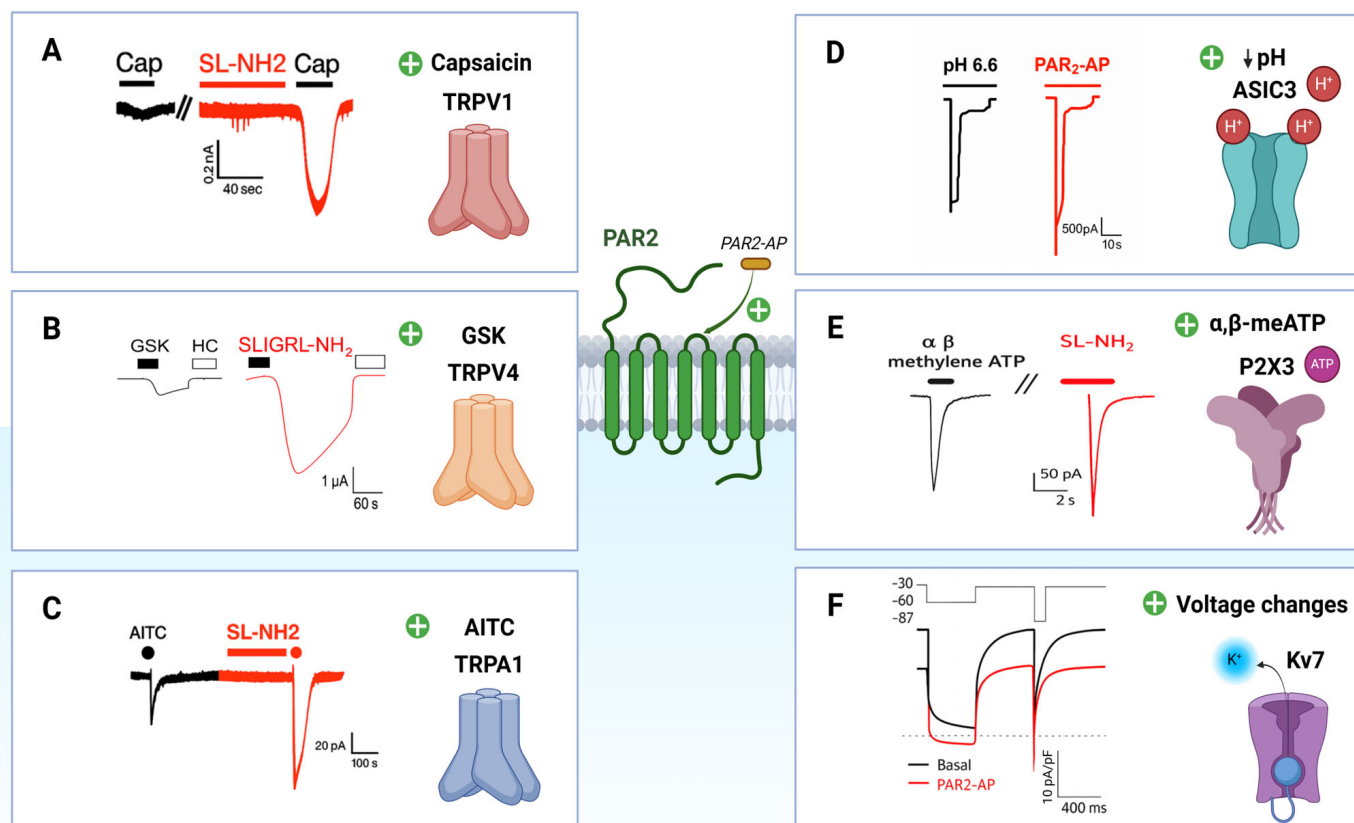 A
Cap
SL-NH2
Cap
0.2 nA
40 sec
Capsaicin
TRPV1
B
GSK
HC
SLIGRL-NH₂
1 µA
60 s
GSK
TRPV4
C
AITC
SL-NH2
20 pA
100 s
AITC
TRPA1
PAR2
PAR2-AP
D
pH 6.6
PAR₂-AP
500pA
10s
↓pH
ASIC3
H⁺
H⁺
H⁺
E
α β
methylene ATP
SL-NH₂
50 pA
2 s
α,β-meATP
P2X3
ATP
F
-30
-60
-87
Basal
PAR2-AP
10 pA/pF
400 ms
Voltage changes
K⁺
Kv7